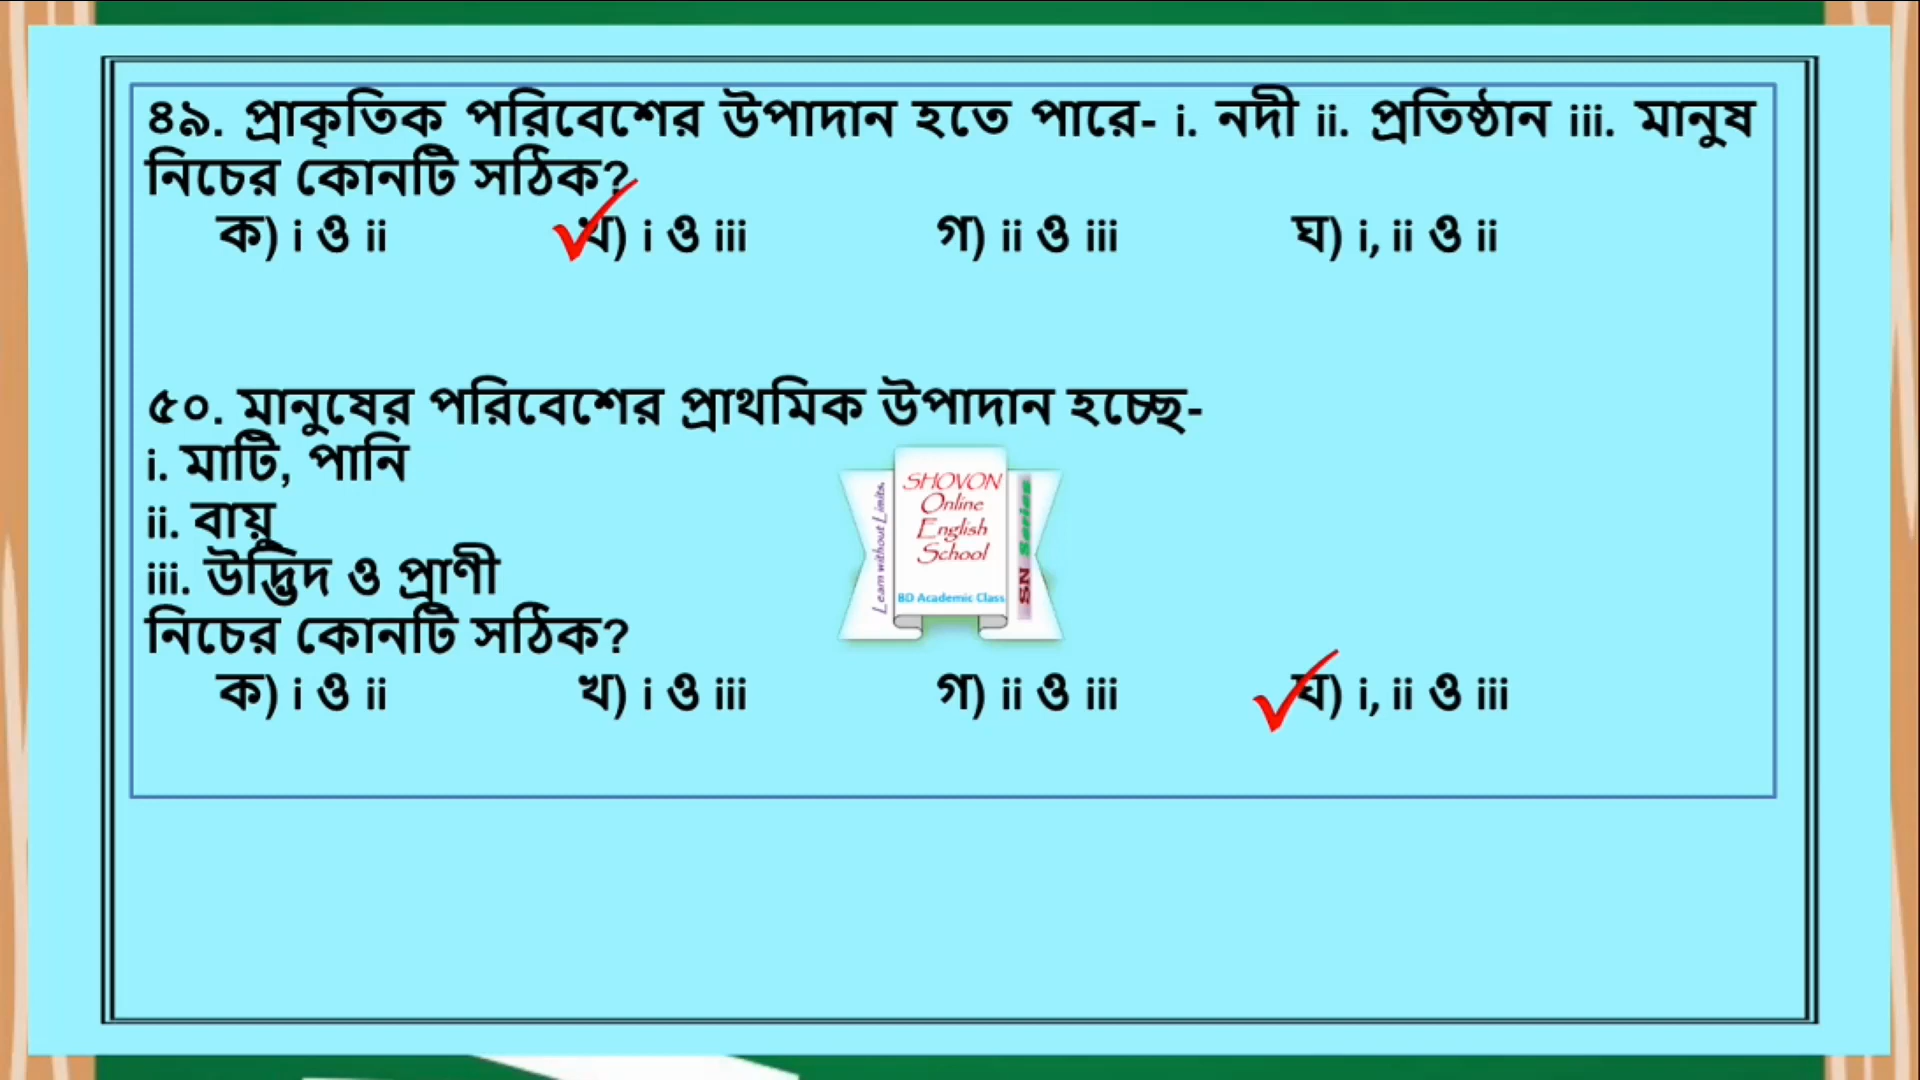 ৪৯. প্রাকৃতিক পরিবেশের উপাদান হতে পারে- i. নদী ii. প্রতিষ্ঠান iii. মানুষ
নিচের কোনটি সঠিক?
ক) i ও ii খ) i ও iii গ) ii ও iii ঘ) i, ii ও ii
৫০. মানুষের পরিবেশের প্রাথমিক উপাদান হচ্ছে-
i. মাটি, পানি
ii. বায়ু
iii. উদ্ভিদ ও প্রাণী
নিচের কোনটি সঠিক?
ক) i ও ii খ) i ও iii গ) ii ও iii ঘ) i, ii ও iii
Learn without Limits.
SHOVON
Online
English
School
BD Academic Class
SN Series